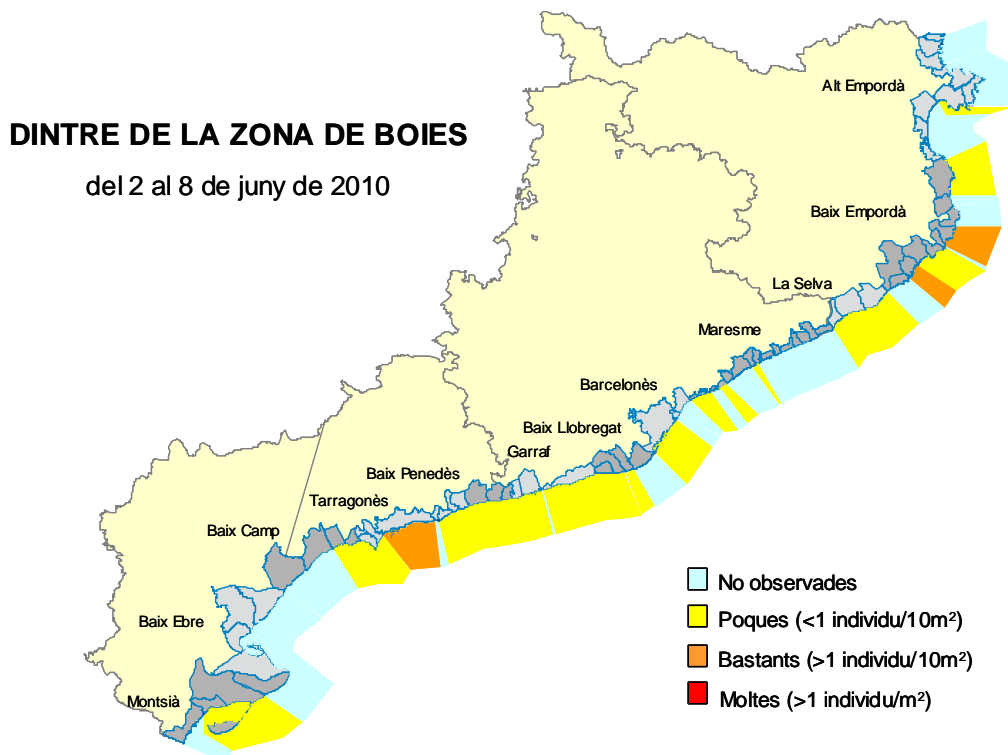 DINTRE DE LA ZONA DE BOIES
del 2 al 8 de juny de 2010
Alt Empordà
Baix Empordà
La Selva
Maresme
Barcelonès
Baix Llobregat
Garraf
Baix Penedès
Tarragonès
Baix Camp
Baix Ebre
Montsià
No observades
Poques (<1 individu/10m²)
Bastants (>1 individu/10m²)
Moltes (>1 individu/m²)